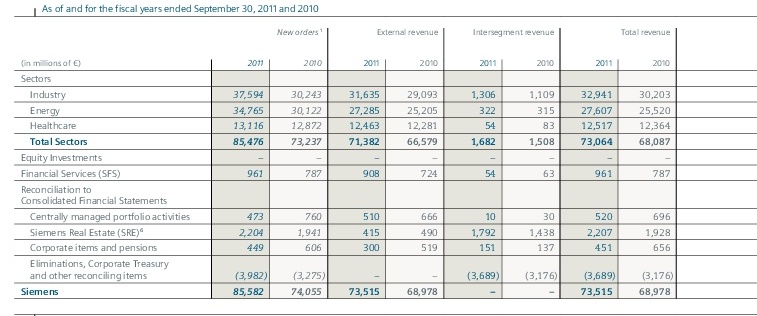 As of and for the fiscal years ended September 30, 2011 and 2010
New orders¹ External revenue Intersegment revenue Total revenue
(in millions of €) 2011 2010 2011 2010 2011 2010 2011 2010
Sectors
Industry 37,594 30,243 31,635 29,093 1,306 1,109 32,941 30,203
Energy 34,765 30,122 27,285 25,205 322 315 27,607 25,520
Healthcare 13,116 12,872 12,463 12,281 54 83 12,517 12,364
Total Sectors 85,476 73,237 71,382 66,579 1,682 1,508 73,064 68,087
Equity Investments – – – – – – – –
Financial Services (SFS) 961 787 908 724 54 63 961 787
Reconciliation to
Consolidated Financial Statements
Centrally managed portfolio activities 473 760 510 666 10 30 520 696
Siemens Real Estate (SRE)⁶ 2,204 1,941 415 490 1,792 1,438 2,207 1,928
Corporate items and pensions 449 606 300 519 151 137 451 656
Eliminations, Corporate Treasury
and other reconciling items (3,982) (3,275) – – (3,689) (3,176) (3,689) (3,176)
Siemens 85,582 74,055 73,515 68,978 – – 73,515 68,978